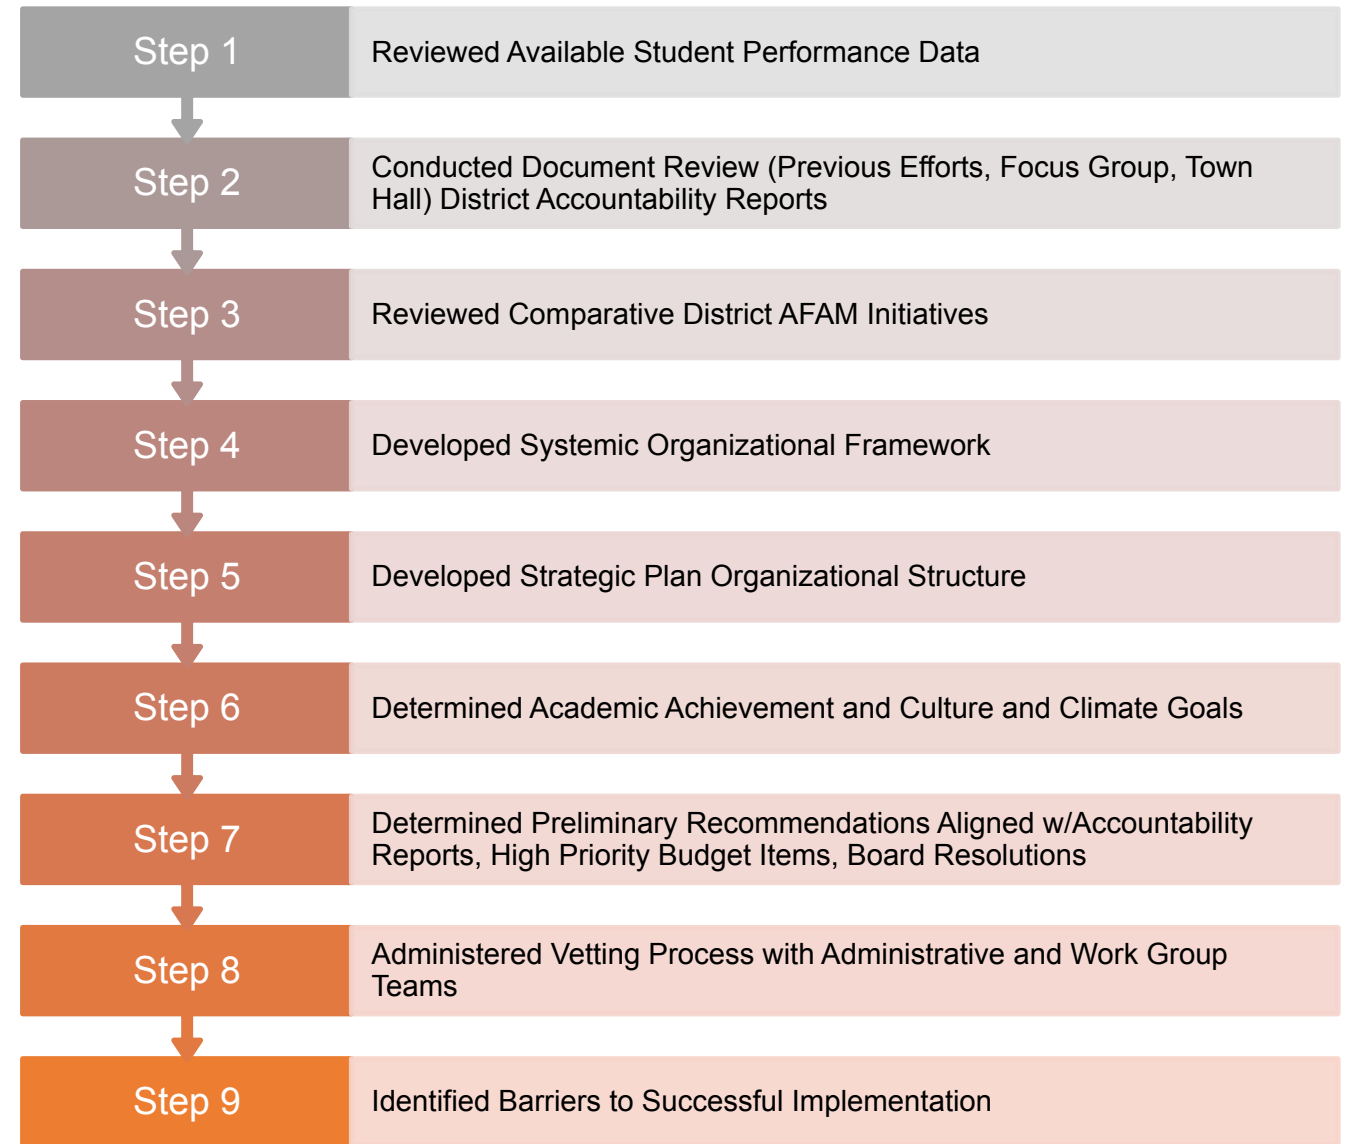 Step 1
Reviewed Available Student Performance Data
Step 2
Conducted Document Review (Previous Efforts, Focus Group, Town
Hall) District Accountability Reports
Step 3
Reviewed Comparative District AFAM Initiatives
Step 4
Developed Systemic Organizational Framework
Step 5
Developed Strategic Plan Organizational Structure
Step 6
Determined Academic Achievement and Culture and Climate Goals
Step 7
Determined Preliminary Recommendations Aligned w/Accountability
Reports, High Priority Budget Items, Board Resolutions
Step 8
Administered Vetting Process with Administrative and Work Group
Teams
Step 9
Identified Barriers to Successful Implementation